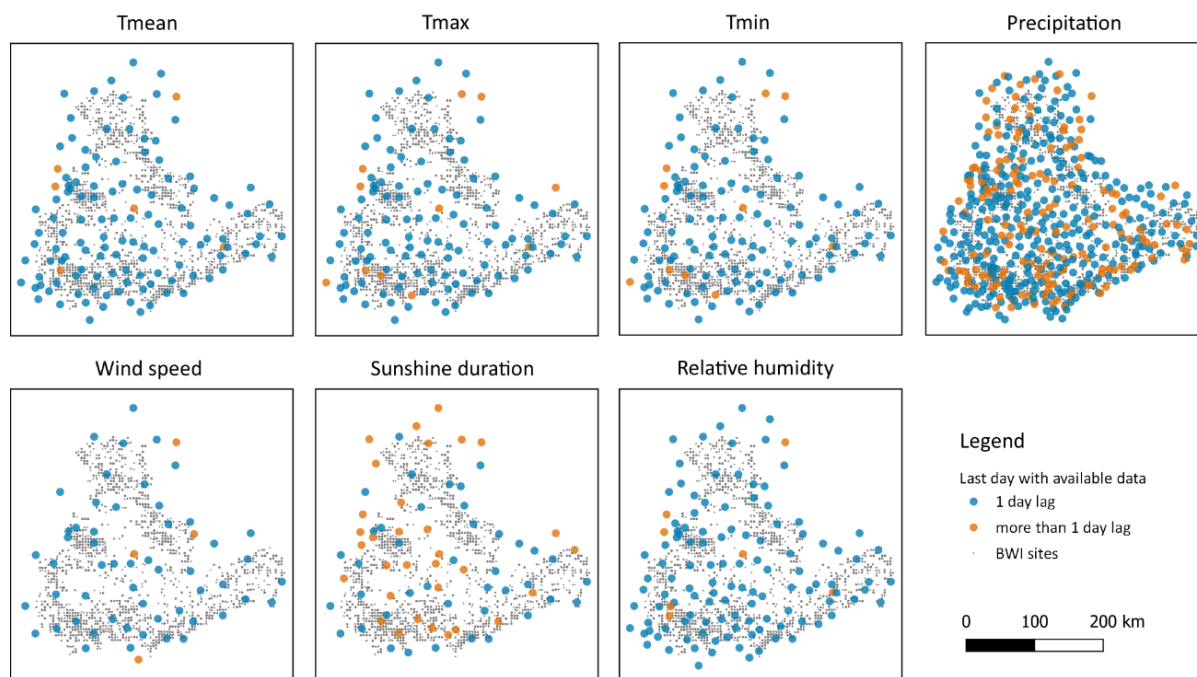 Tmean
Tmax
Tmin
Precipitation
Wind speed
Sunshine duration
Relative humidity
Legend
Last day with available data
1 day lag
more than 1 day lag
BWI sites
0 100 200 km